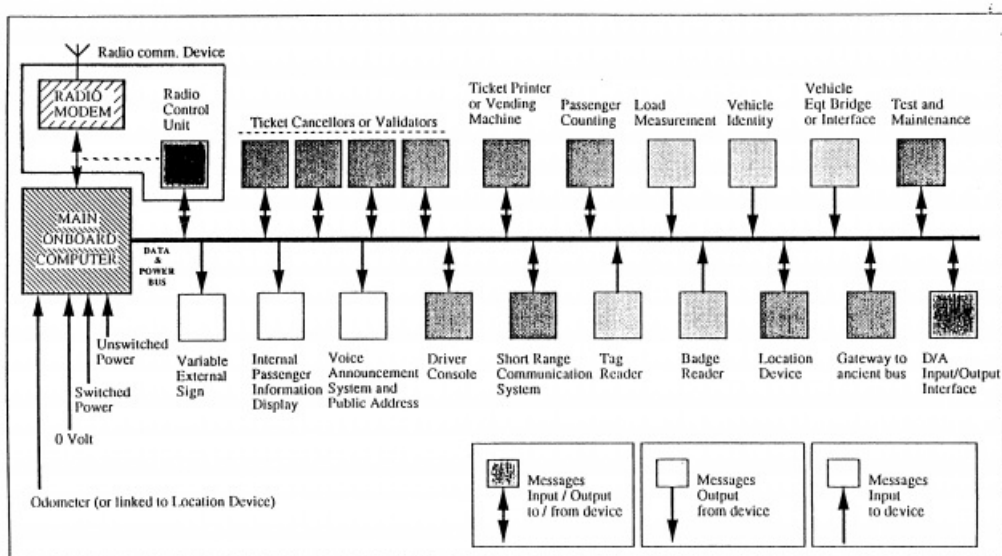 Radio comm. Device
RADIO
MODEM
Radio
Control
Unit
Ticket Cancellors or Validators
Ticket Printer
or Vending
Machine
Passenger
Counting
Load
Measurement
Vehicle
Identity
Vehicle
Eqt Bridge
or Interface
Test and
Maintenance
MAIN
ONBOARD
COMPUTER
DATA
&
POWER
BUS
Unswitched
Power
Switched
Power
0 Volt
Odometer (or linked to Location Device)
Variable
External
Sign
Internal
Passenger
Information
Display
Voice
Announcement
System and
Public Address
Driver
Console
Short Range
Communication
System
Tag
Reader
Badge
Reader
Location
Device
Gateway to
ancient bus
D/A
Input/Output
Interface
Messages
Input / Output
to / from device
Messages
Output
from device
Messages
Input
to device